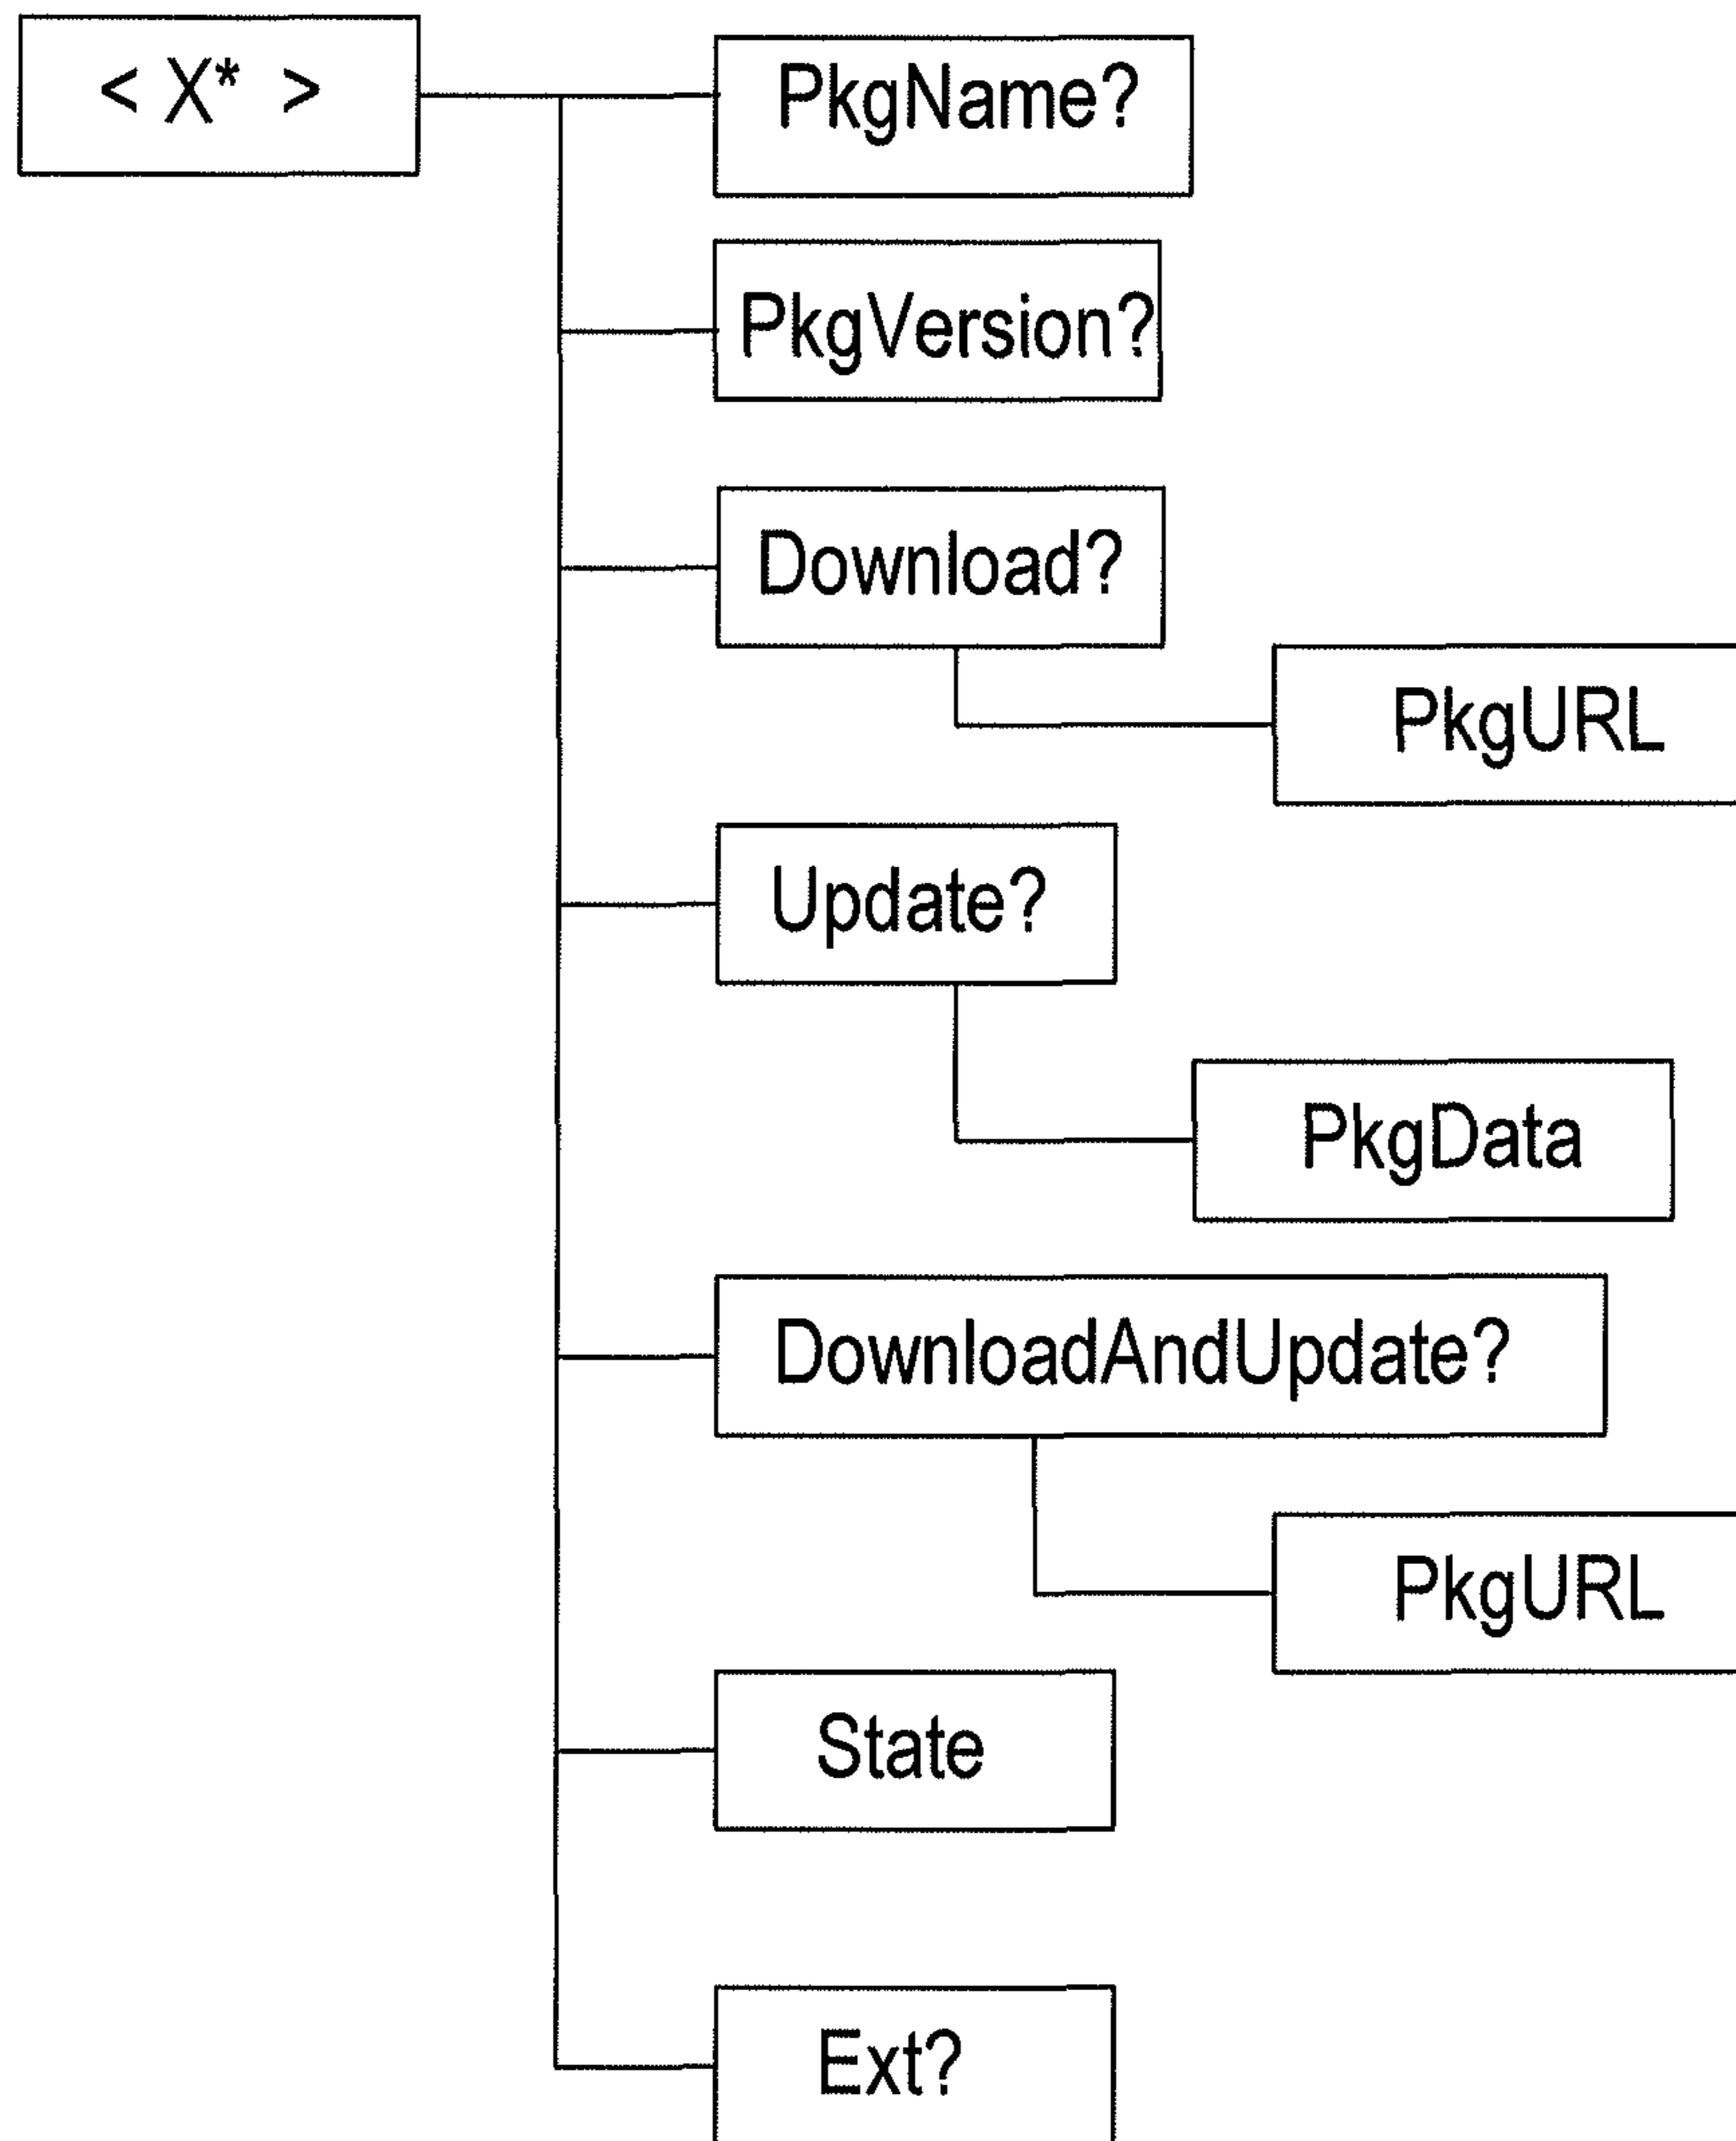 < X* >
PkgName?
PkgVersion?
Download?
PkgURL
Update?
PkgData
DownloadAndUpdate?
PkgURL
State
Ext?